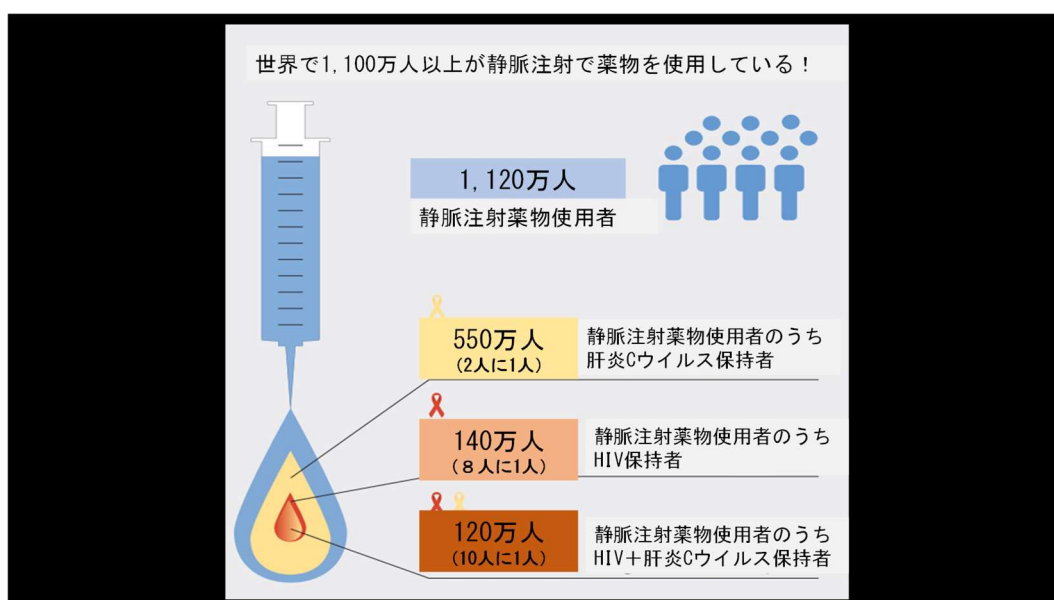 世界で1,100万人以上が静脈注射で薬物を使用している！
1,120万人
静脈注射薬物使用者
550万人
(2人に1人)
静脈注射薬物使用者のうち
肝炎Cウイルス保持者
140万人
(８人に1人)
静脈注射薬物使用者のうち
HIV保持者
120万人
(10人に1人)
静脈注射薬物使用者のうち
HIV＋肝炎Cウイルス保持者